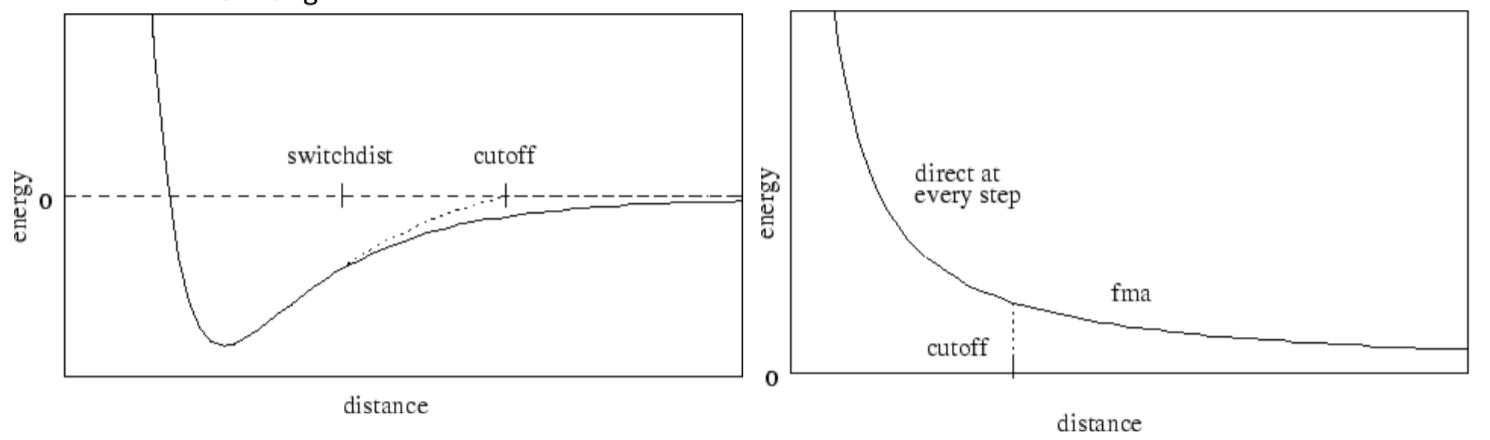 switchdist
cutoff
0
energy
distance
direct at
every step
energy
fma
cutoff
0
distance